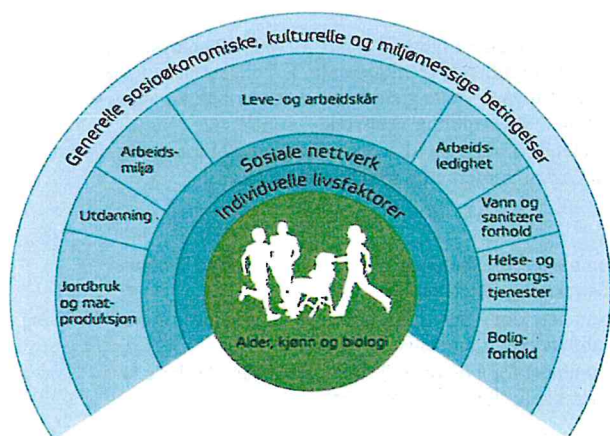 Generelle sosioøkonomiske, kulturelle og miljømessige betingelser
Leve- og arbeidskår
Arbeids-
miljø
Utdanning
Jordbruk
og mat-
produksjon
Arbeids-
ledighet
Vann og
sanitære
forhold
Helse- og
omsorgs-
tjenester
Bolig-
forhold
Sosiale nettverk
Individuelle livsfaktorer
Alder, kjønn og biologi